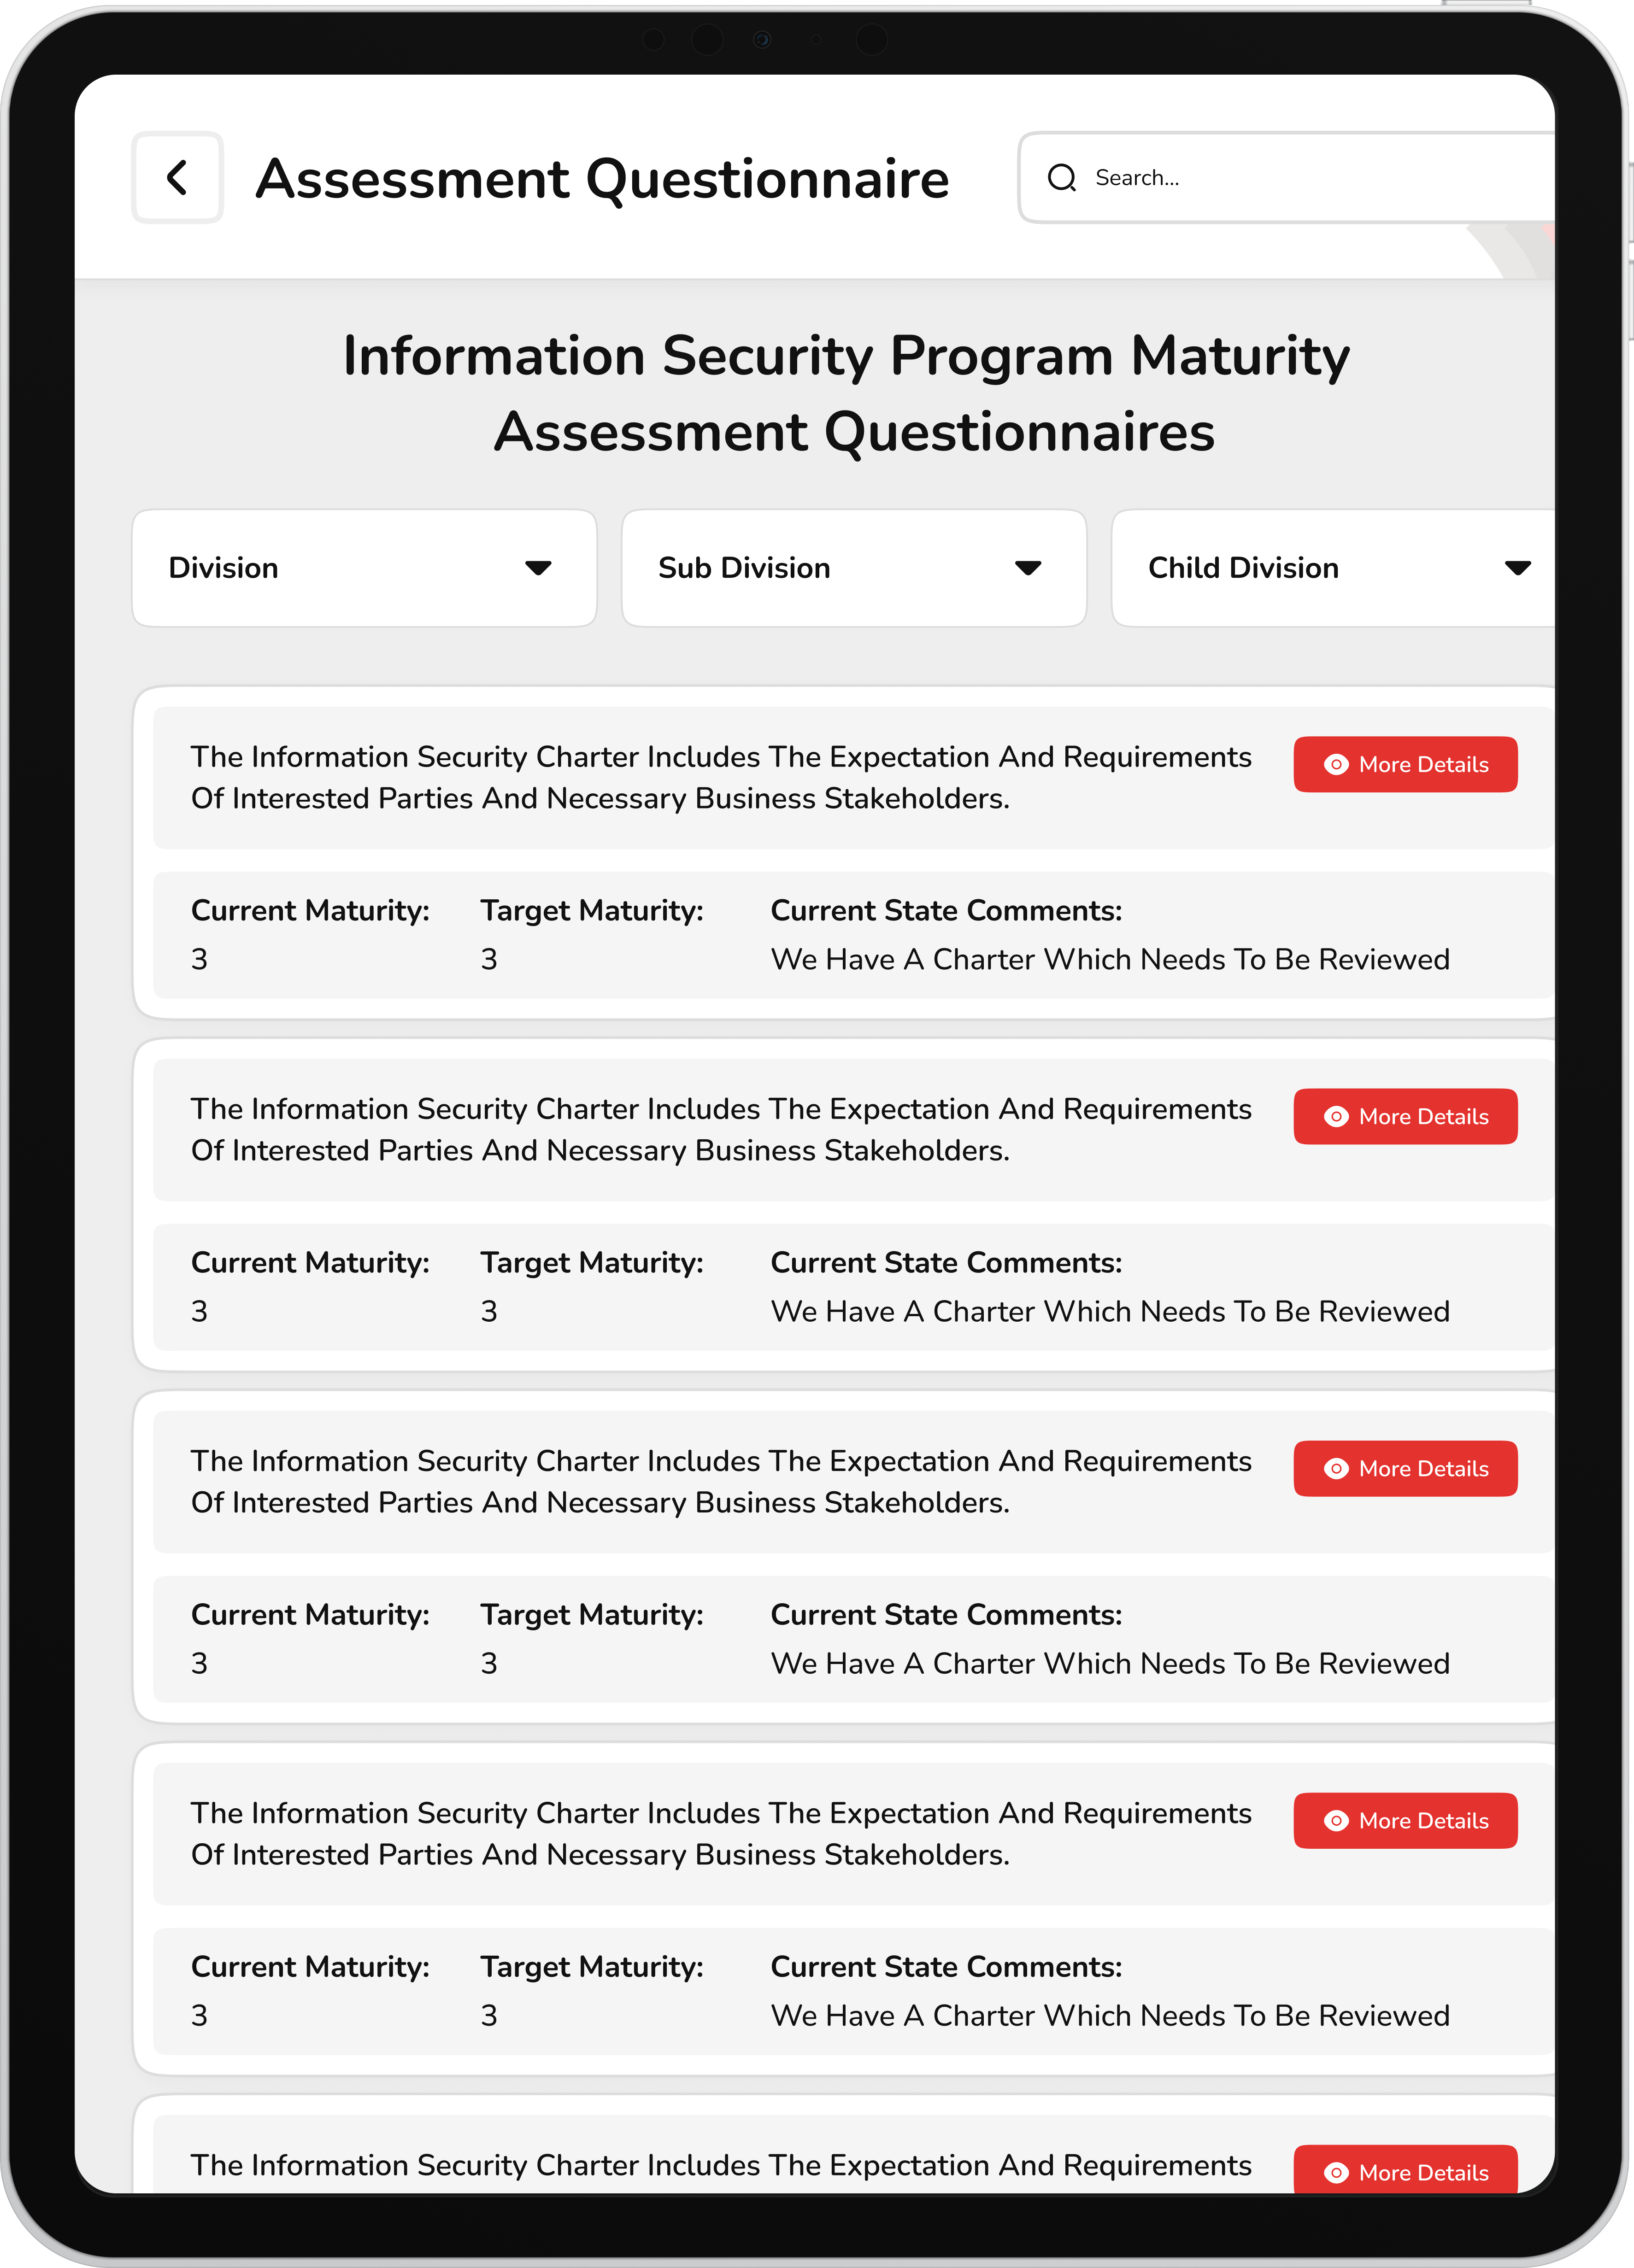 Assessment Questionnaire
Search...
Information Security Program Maturity
Assessment Questionnaires
Division
Sub Division
Child Division
The Information Security Charter Includes The Expectation And Requirements
Of Interested Parties And Necessary Business Stakeholders.
More Details
Current Maturity:
Target Maturity:
Current State Comments:
3
3
We Have A Charter Which Needs To Be Reviewed
The Information Security Charter Includes The Expectation And Requirements
Of Interested Parties And Necessary Business Stakeholders.
More Details
Current Maturity:
Target Maturity:
Current State Comments:
3
3
We Have A Charter Which Needs To Be Reviewed
The Information Security Charter Includes The Expectation And Requirements
Of Interested Parties And Necessary Business Stakeholders.
More Details
Current Maturity:
Target Maturity:
Current State Comments:
3
3
We Have A Charter Which Needs To Be Reviewed
The Information Security Charter Includes The Expectation And Requirements
Of Interested Parties And Necessary Business Stakeholders.
More Details
Current Maturity:
Target Maturity:
Current State Comments:
3
3
We Have A Charter Which Needs To Be Reviewed
The Information Security Charter Includes The Expectation And Requirements
More Details